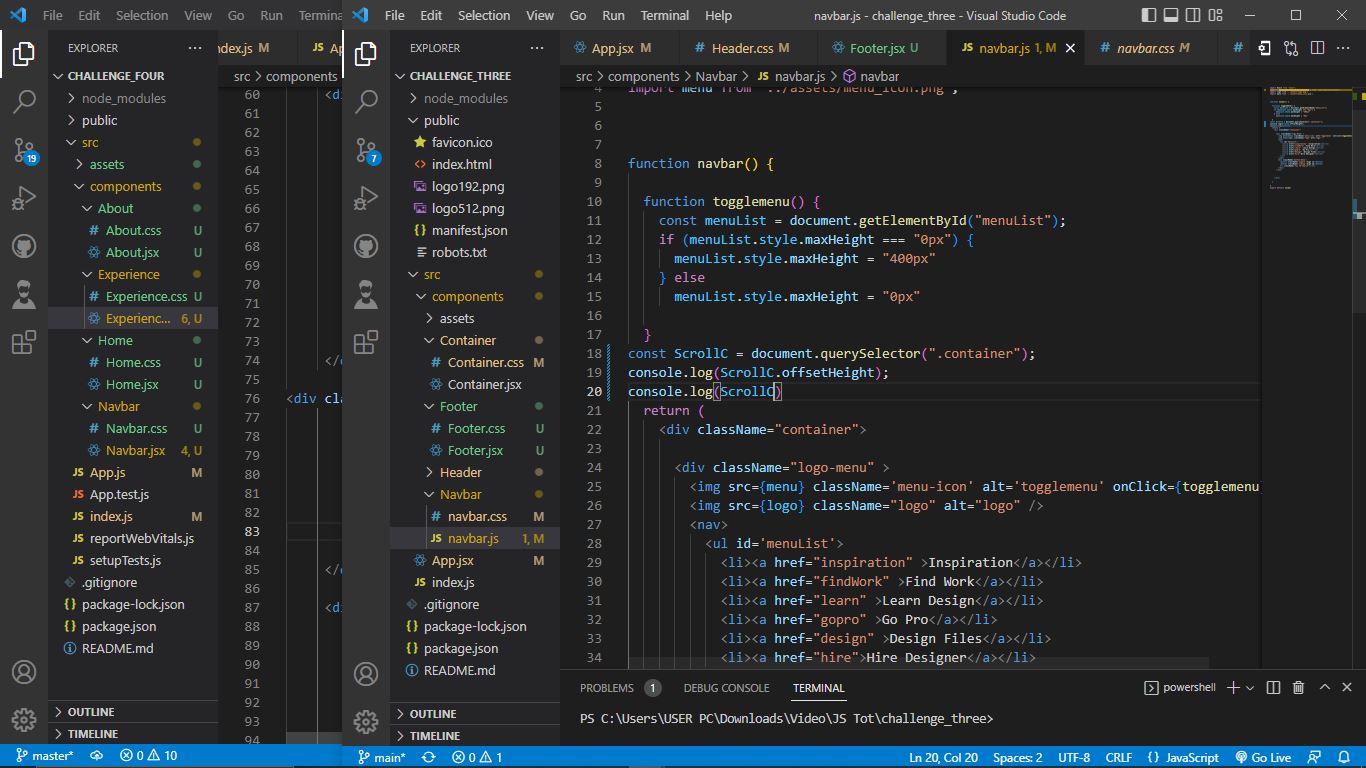 File Edit Selection View Go Run Termina
EXPLORER
ndex.js M
CHALLENGE_FOUR
src > components
node_modules
public
src
assets
components
About
About.css U
About.jsx U
Experience
Experience.css U
Experienc... 6, U
Home
Home.css U
Home.jsx U
Navbar
Navbar.css U
Navbar.jsx 4, U
App.js M
App.test.js
index.js M
reportWebVitals.js
setupTests.js
.gitignore
package-lock.json
package.json
README.md
OUTLINE
TIMELINE
19
60 <di
61
62
63
64
65
66
67
68
69
70
71
72
73
74
75
76 <div cla
77
78
79
80
81
82
83
84
85
86
87 <di
88
89
90
91
92
93
94
master* 0 10
File Edit Selection View Go Run Terminal Help
navbar.js - challenge_three - Visual Studio Code
EXPLORER
CHALLENGE_THREE
node_modules
public
favicon.ico
index.html
logo192.png
logo512.png
manifest.json
robots.txt
src
components
assets
Container
Container.css M
Container.jsx
Footer
Footer.css U
Footer.jsx U
Header
Navbar
navbar.css M
navbar.js 1, M
App.jsx M
index.js
.gitignore
package-lock.json
package.json
README.md
OUTLINE
TIMELINE
7
App.jsx M Header.css M Footer.jsx U navbar.js 1, M navbar.css M
src > components > Navbar > JS navbar.js > navbar
4 import menu from '../assets/menu_icon.png';
5
6
7
8 function navbar() {
9
10 function togglemenu() {
11 const menuList = document.getElementById("menuList");
12 if (menuList.style.maxHeight === "0px") {
13 menuList.style.maxHeight = "400px"
14 } else
15 menuList.style.maxHeight = "0px"
16
17 }
18 const ScrollC = document.querySelector(".container");
19 console.log(ScrollC.offsetHeight);
20 console.log(ScrollC)
21 return (
22 <div className="container">
23
24 <div className="logo-menu" >
25 <img src={menu} className='menu-icon' alt='togglemenu' onClick={togglemenu
26 <img src={logo} className="logo" alt="logo" />
27 <nav>
28 <ul id='menuList'>
29 <li><a href="inspiration" >Inspiration</a></li>
30 <li><a href="findWork" >Find Work</a></li>
31 <li><a href="learn" >Learn Design</a></li>
32 <li><a href="gopro" >Go Pro</a></li>
33 <li><a href="design" >Design Files</a></li>
34 <li><a href="hire">Hire Designer</a></li>
PROBLEMS 1 DEBUG CONSOLE TERMINAL powershell
PS C:\Users\USER PC\Downloads\Video\JS Tot\challenge_three>
main* 0 1 Ln 20, Col 20 Spaces: 2 UTF-8 CRLF {} JavaScript Go Live